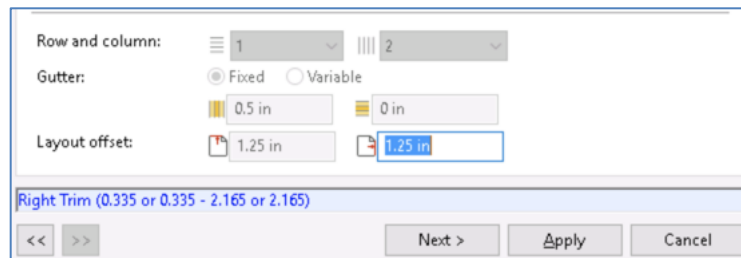 Row and column: 1 2
Gutter: Fixed Variable
0.5 in 0 in
Layout offset: 1.25 in 1.25 in
Right Trim (0.335 or 0.335 - 2.165 or 2.165)
<< >> Next > Apply Cancel